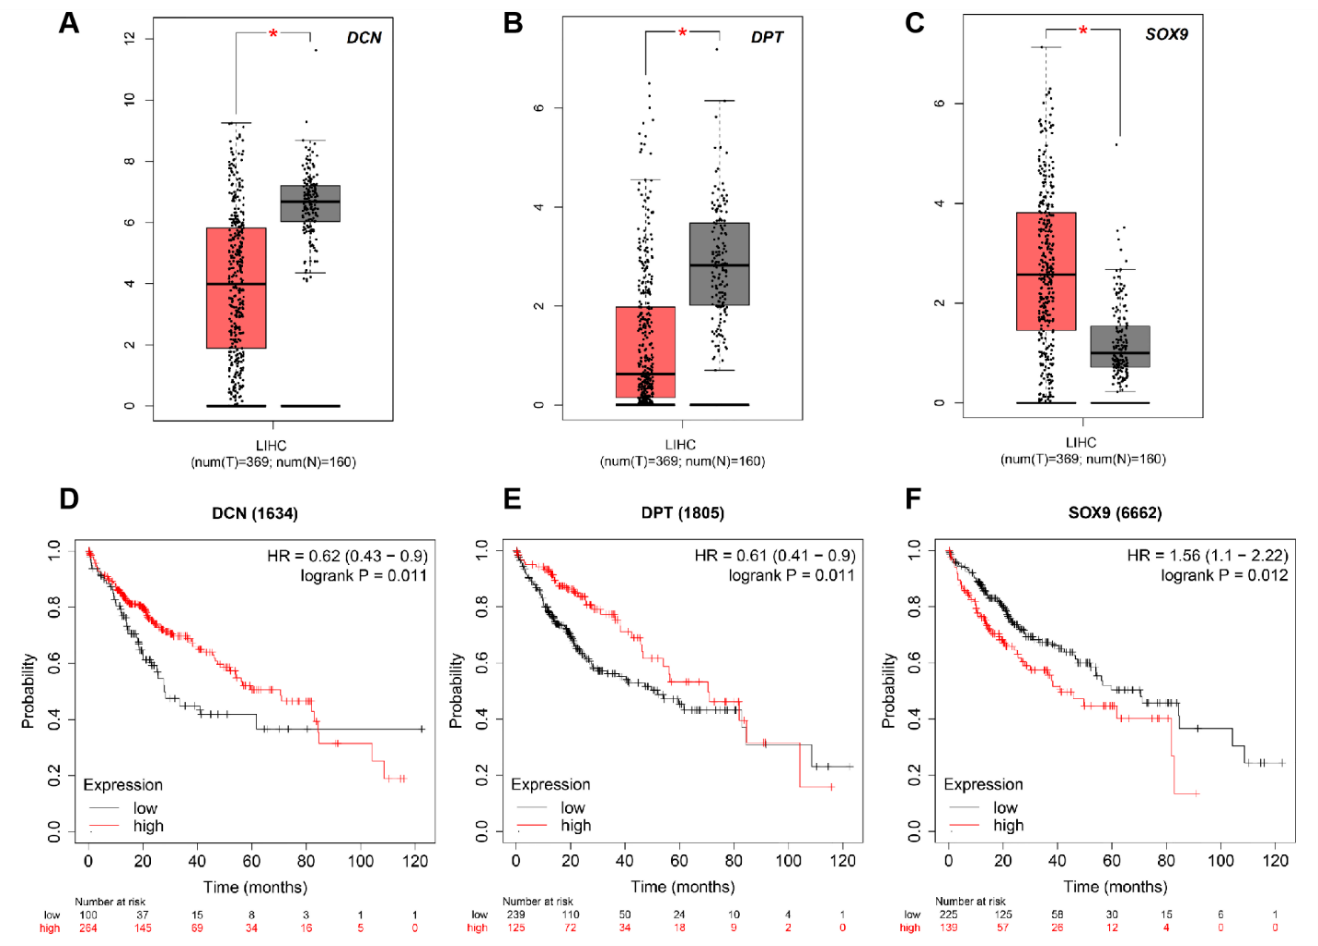 A
DCN
*
12
10
8
6
4
2
0
LIHC
(num(T)=369; num(N)=160)
B
DPT
*
6
4
2
0
LIHC
(num(T)=369; num(N)=160)
C
SOX9
*
6
4
2
0
LIHC
(num(T)=369; num(N)=160)
D
DCN (1634)
HR = 0.62 (0.43 − 0.9)
logrank P = 0.011
Probability
1.0
0.8
0.6
0.4
0.2
0.0
Expression
low
high
0 20 40 60 80 100 120
Time (months)
Number at risk
low 100 37 15 8 3 1 1
high 264 145 69 34 16 5 0
E
DPT (1805)
HR = 0.61 (0.41 − 0.9)
logrank P = 0.011
Probability
1.0
0.8
0.6
0.4
0.2
0.0
Expression
low
high
0 20 40 60 80 100 120
Time (months)
Number at risk
low 239 110 50 24 10 4 1
high 125 72 34 18 9 2 0
F
SOX9 (6662)
HR = 1.56 (1.1 − 2.22)
logrank P = 0.012
Probability
1.0
0.8
0.6
0.4
0.2
0.0
Expression
low
high
0 20 40 60 80 100 120
Time (months)
Number at risk
low 225 125 58 30 15 6 1
high 139 57 26 12 4 0 0